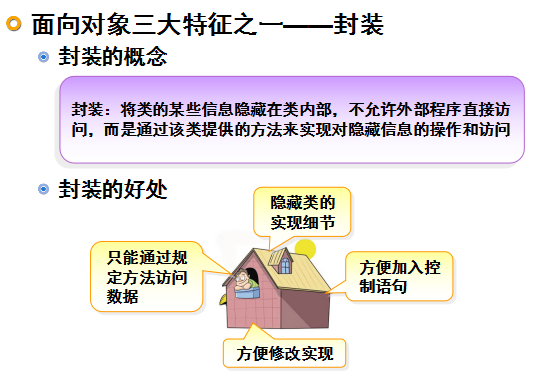 面向对象三大特征之一——封装
封装的概念
封装：将类的某些信息隐藏在类内部，不允许外部程序直接访
问，而是通过该类提供的方法来实现对隐藏信息的操作和访问
封装的好处
隐藏类的
实现细节
只能通过规
定方法访问
数据
方便加入控
制语句
方便修改实现